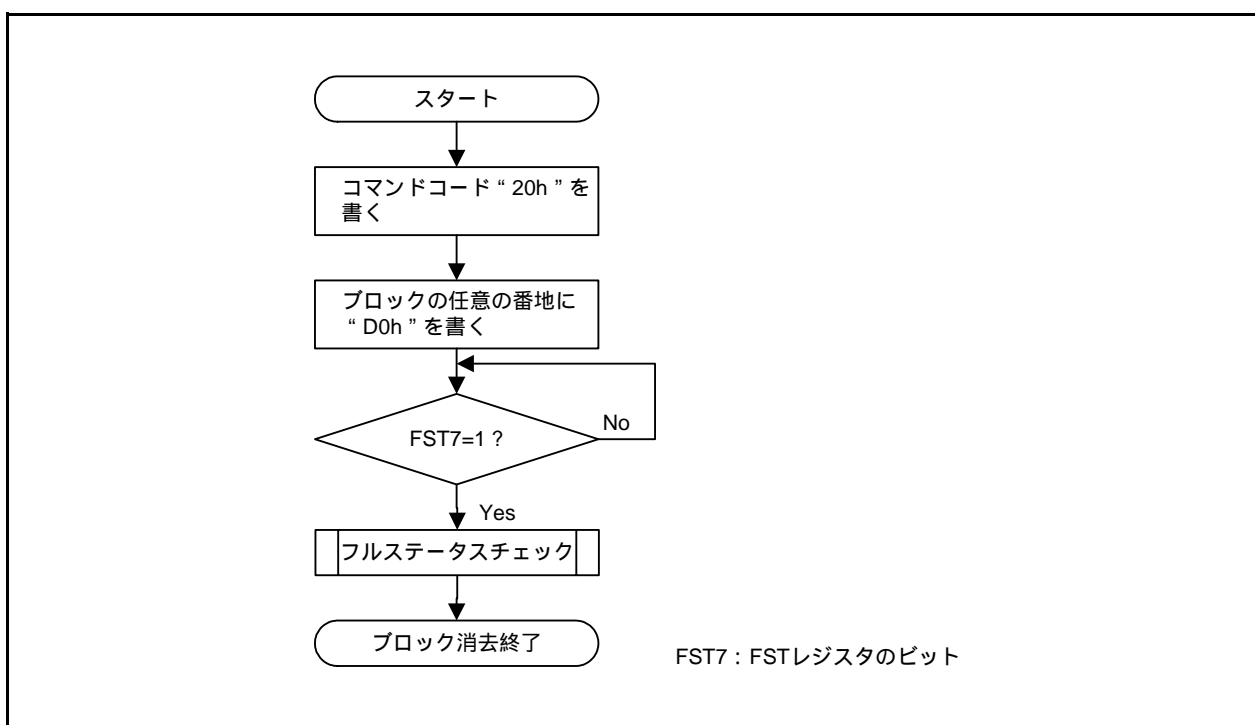 スタート
コマンドコード“20h”を
書く
ブロックの任意の番地に
“D0h”を書く
FST7=1?
No
Yes
フルステータスチェック
ブロック消去終了
FST7:FSTレジスタのビット